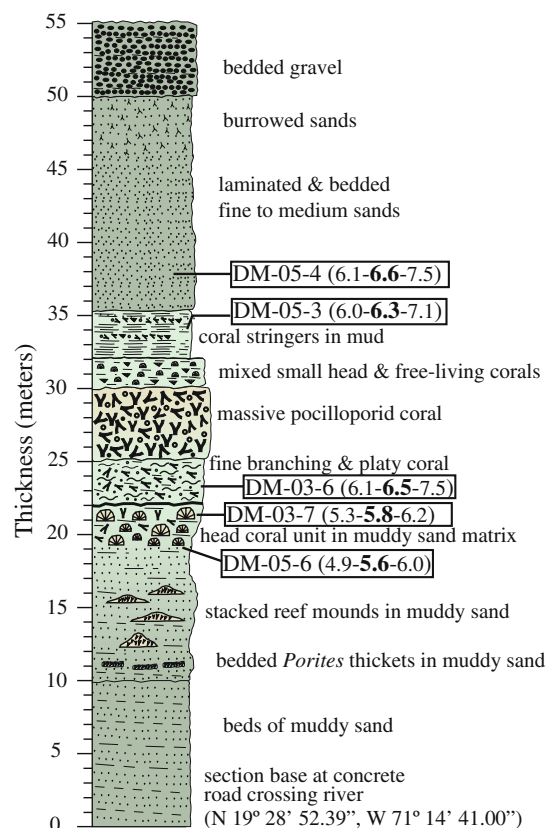 55
bedded gravel
50
burrowed sands
45
laminated & bedded
fine to medium sands
40
DM-05-4 (6.1-6.6-7.5)
DM-05-3 (6.0-6.3-7.1)
35
coral stringers in mud
mixed small head & free-living corals
30
massive pocilloporid coral
25
fine branching & platy coral
DM-03-6 (6.1-6.5-7.5)
DM-03-7 (5.3-5.8-6.2)
20
head coral unit in muddy sand matrix
DM-05-6 (4.9-5.6-6.0)
15
stacked reef mounds in muddy sand
bedded Porites thickets in muddy sand
10
beds of muddy sand
5
section base at concrete
road crossing river
0
(N 19º 28’ 52.39”, W 71º 14’ 41.00”)
Thickness (meters)